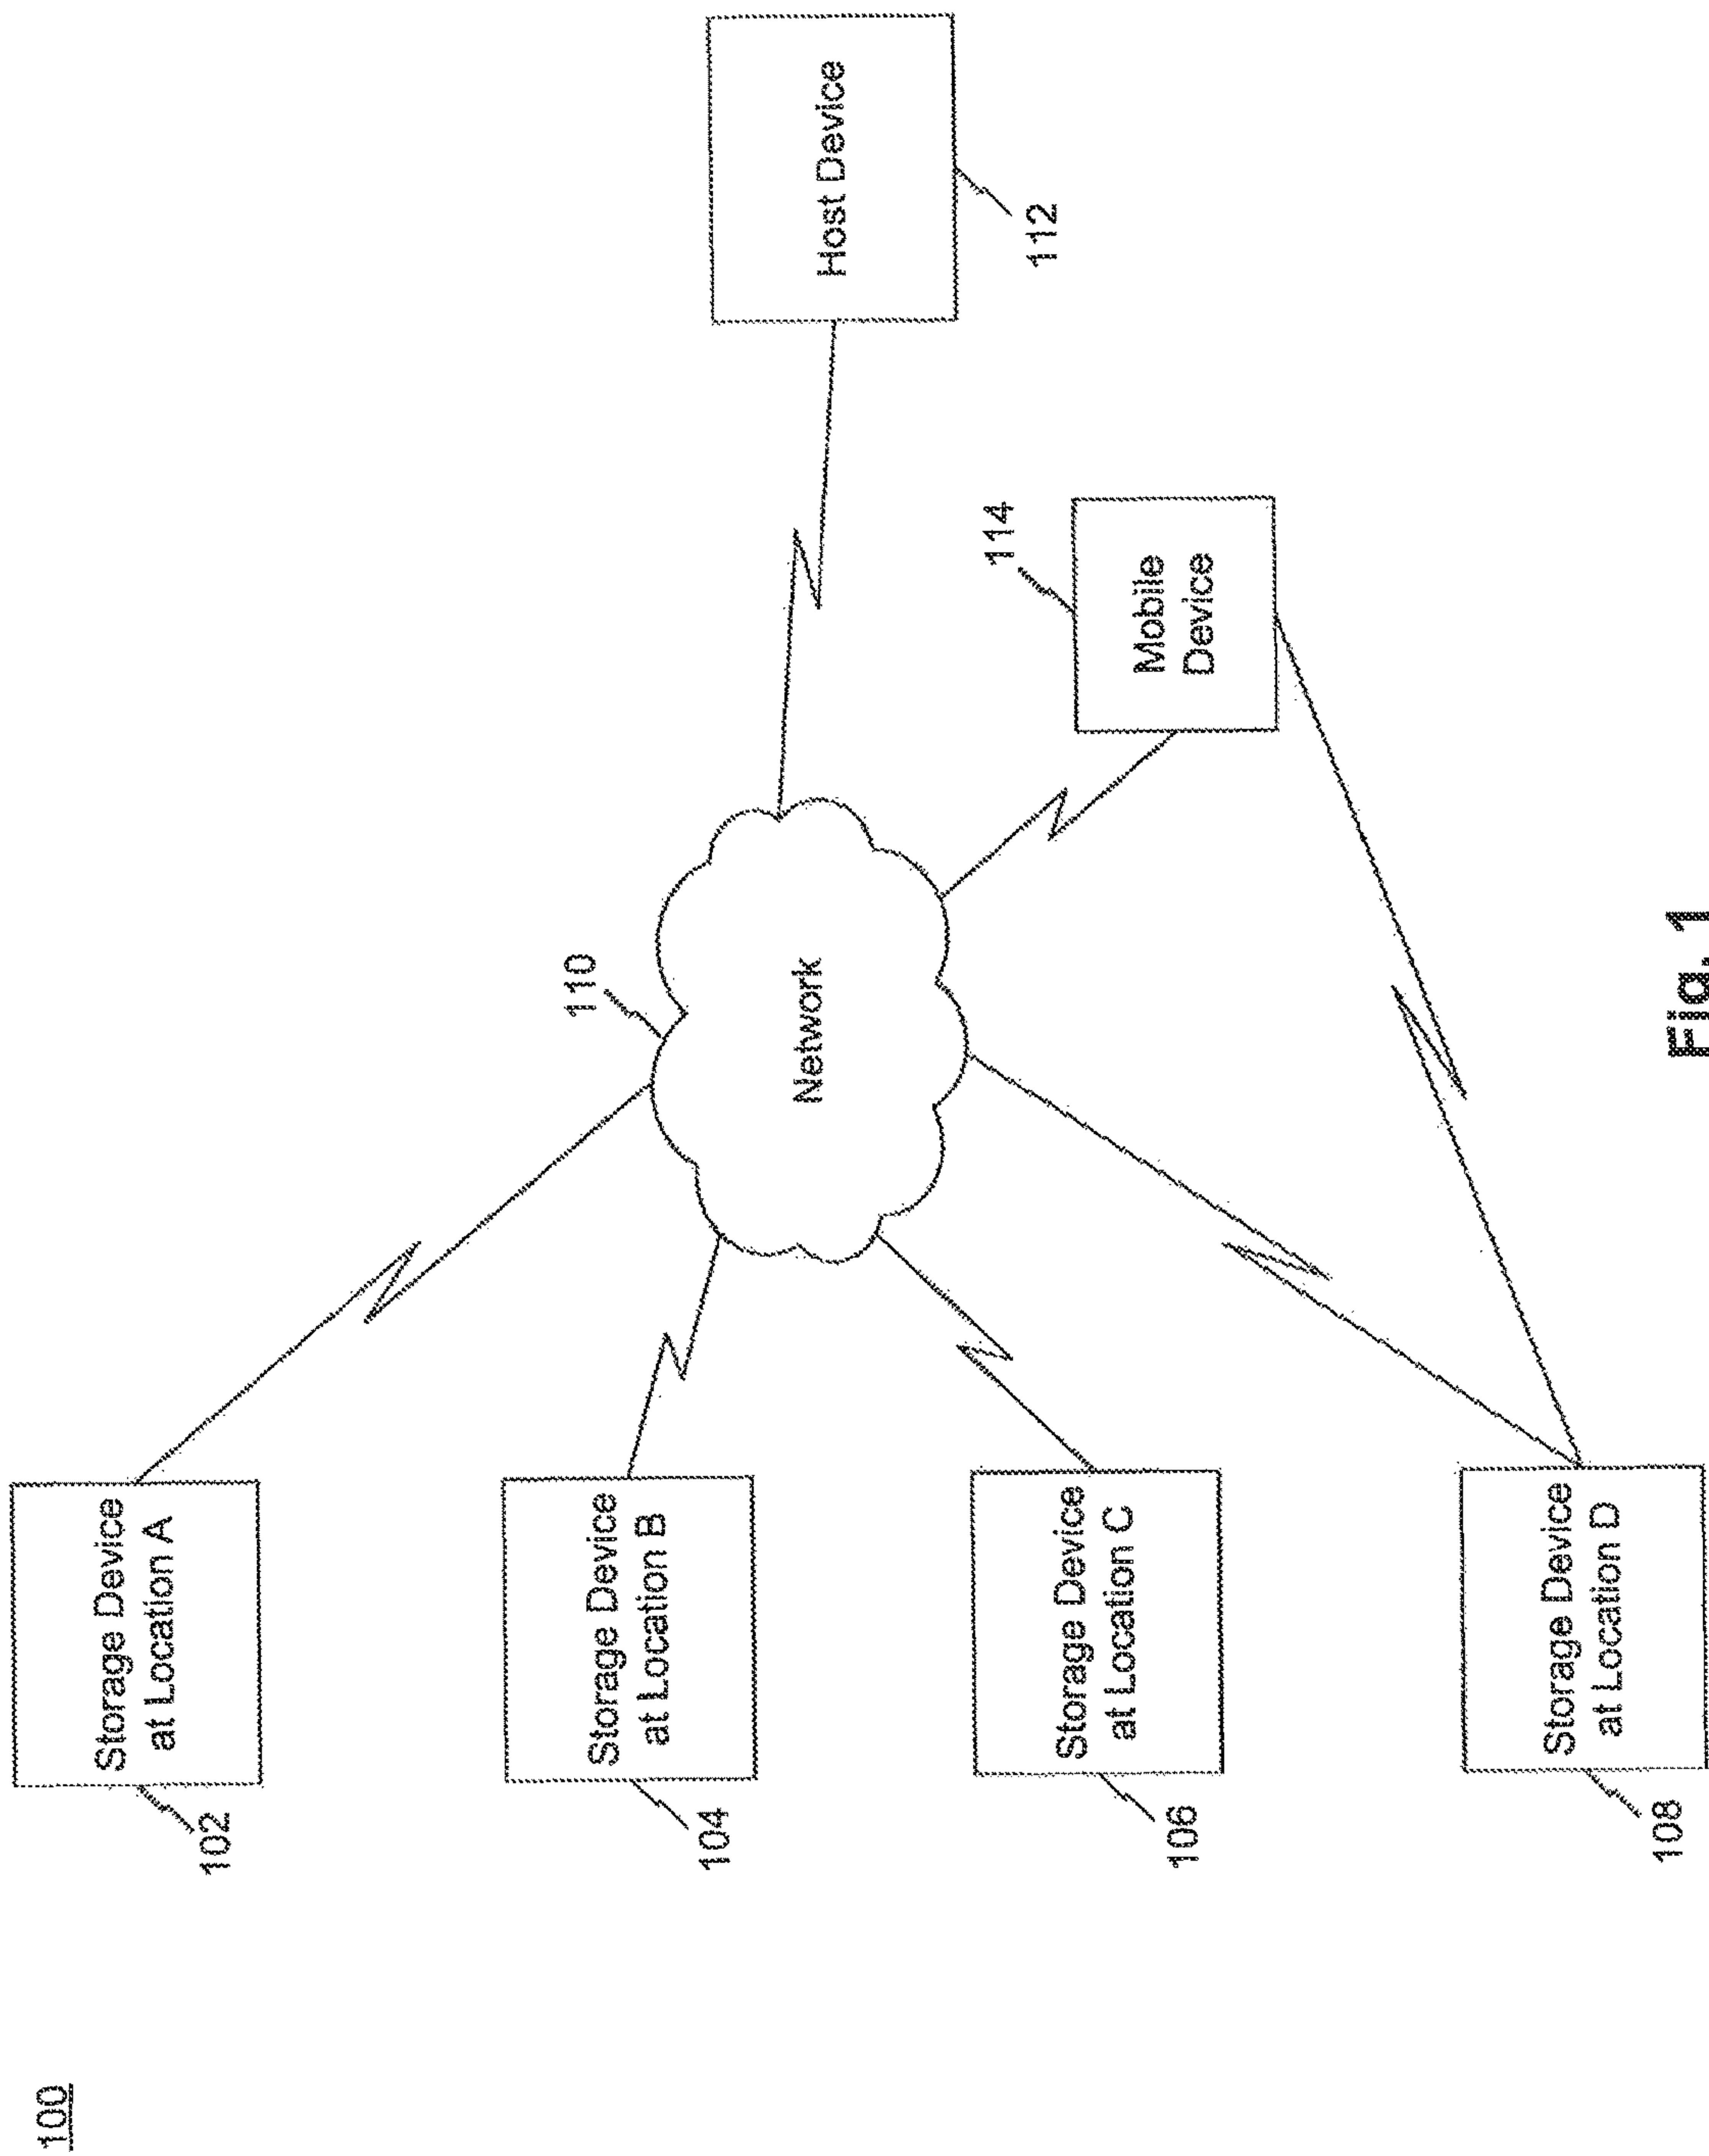 100
102
Storage Device
at Location A
104
Storage Device
at Location B
106
Storage Device
at Location C
108
Storage Device
at Location D
110
Network
Host Device
112
114
Mobile
Device
Fig. 1